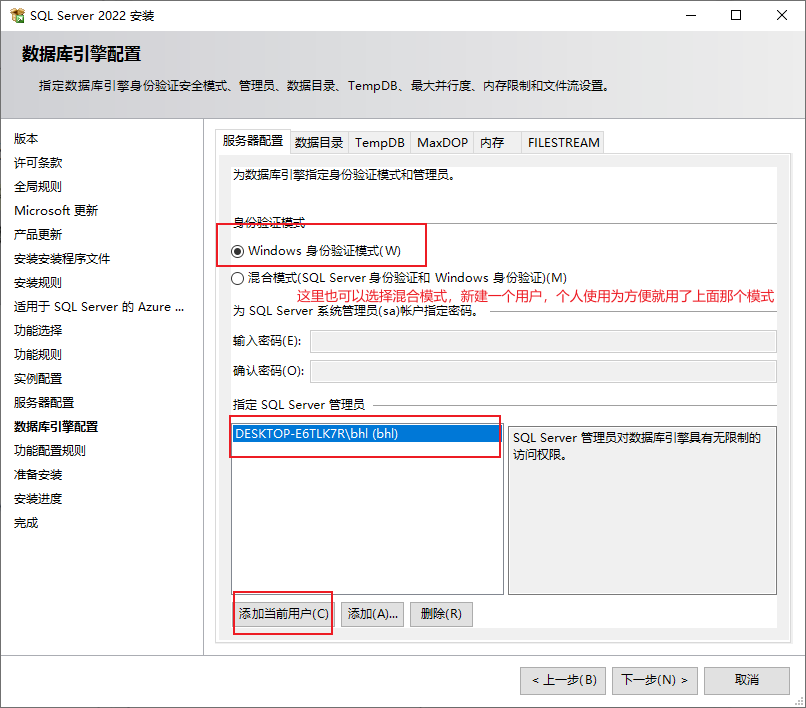 SQL Server 2022 安装
数据库引擎配置
指定数据库引擎身份验证安全模式、管理员、数据目录、TempDB、最大并行度、内存限制和文件流设置。
版本
许可条款
全局规则
Microsoft 更新
产品更新
安装安装程序文件
安装规则
适用于 SQL Server 的 Azure ...
功能选择
功能规则
实例配置
服务器配置
数据库引擎配置
功能配置规则
准备安装
安装进度
完成
服务器配置 数据目录 TempDB MaxDOP 内存 FILESTREAM
为数据库引擎指定身份验证模式和管理员。
身份验证模式
Windows 身份验证模式(W)
混合模式(SQL Server 身份验证和 Windows 身份验证)(M)
这里也可以选择混合模式，新建一个用户，个人使用为方便就用了上面那个模式
为 SQL Server 系统管理员(sa)帐户指定密码。
输入密码(E):
确认密码(O):
指定 SQL Server 管理员
DESKTOP-E6TLK7R\bhl (bhl)
SQL Server 管理员对数据库引擎具有无限制的
访问权限。
添加当前用户(C) 添加(A)... 删除(R)
< 上一步(B) 下一步(N) > 取消